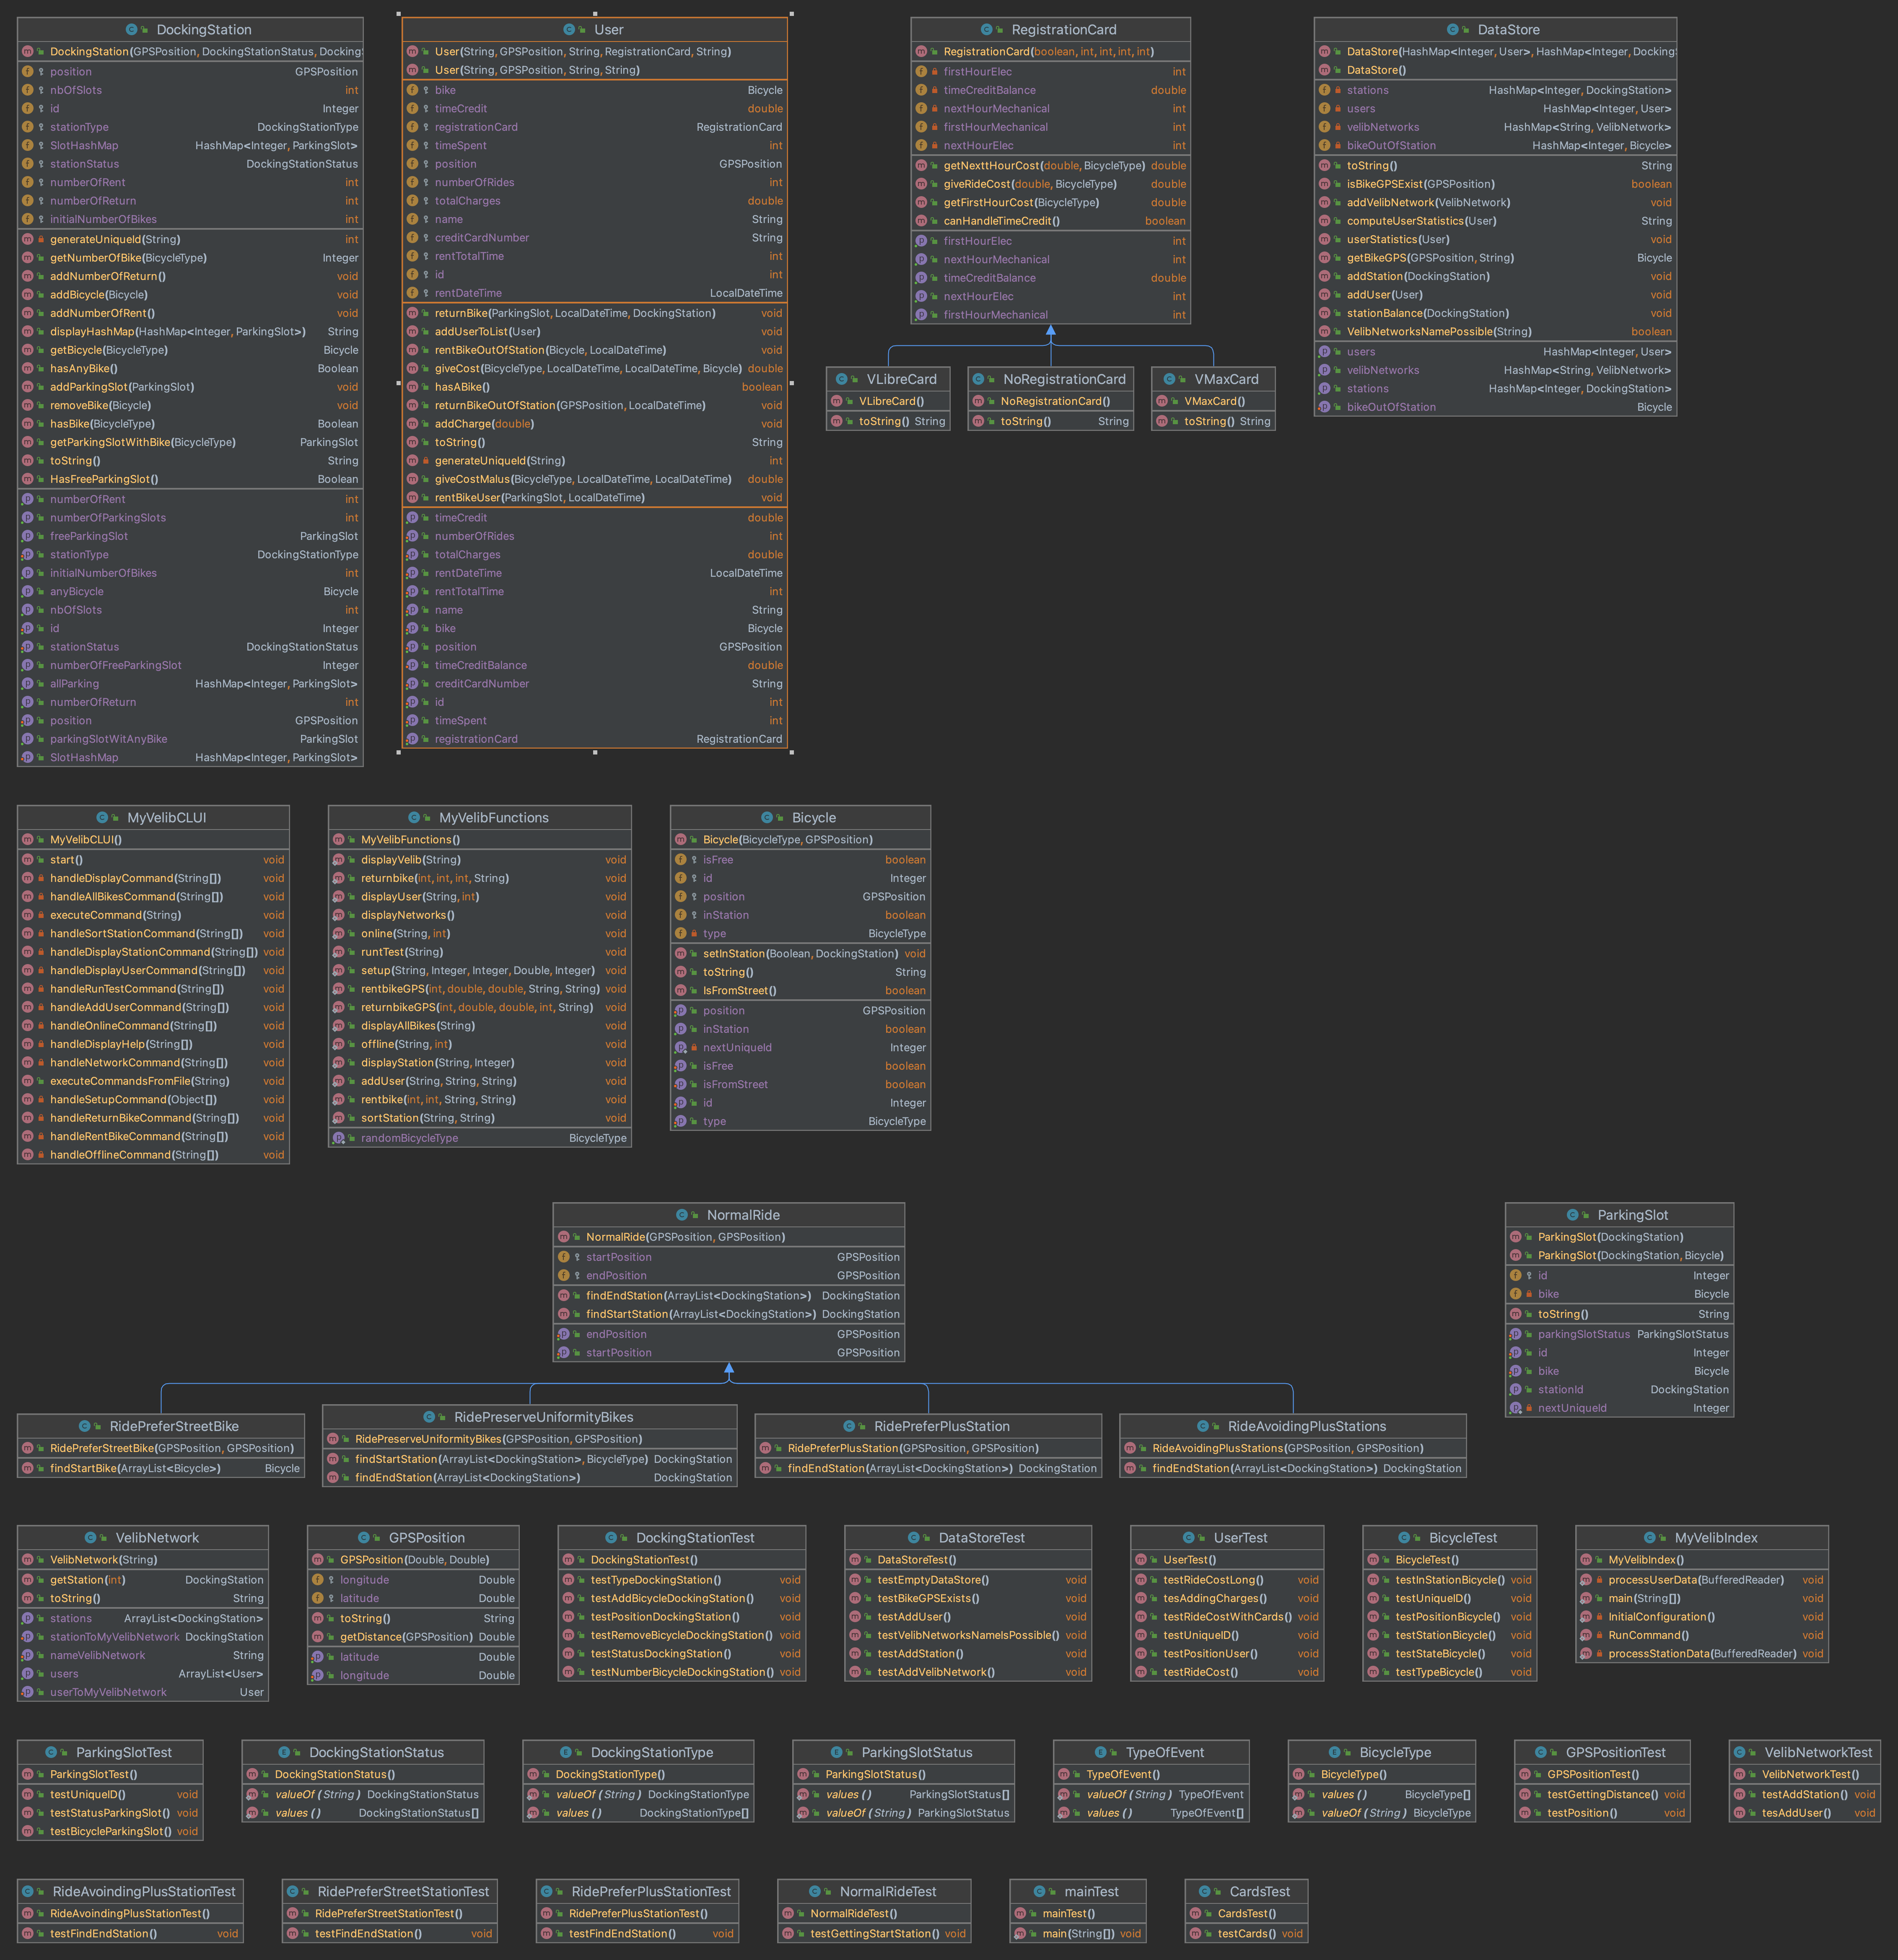 DockingStation
DockingStation(GPSPosition, DockingStationStatus, Docking
position GPSPosition
nbOfSlots int
id Integer
stationType DockingStationType
SlotHashMap HashMap<Integer, ParkingSlot>
stationStatus DockingStationStatus
numberOfRent int
numberOfReturn int
initialNumberOfBikes int
generateUniqueId(String) int
getNumberOfBike(BicycleType) Integer
addNumberOfReturn() void
addBicycle(Bicycle) void
addNumberOfRent() void
displayHashMap(HashMap<Integer, ParkingSlot>) String
getBicycle(BicycleType) Bicycle
hasAnyBike() Boolean
addParkingSlot(ParkingSlot) void
removeBike(Bicycle) void
hasBike(BicycleType) Boolean
getParkingSlotWithBike(BicycleType) ParkingSlot
toString() String
HasFreeParkingSlot() Boolean
numberOfRent int
numberOfParkingSlots int
freeParkingSlot ParkingSlot
stationType DockingStationType
initialNumberOfBikes int
anyBicycle Bicycle
nbOfSlots int
id Integer
stationStatus DockingStationStatus
numberOfFreeParkingSlot Integer
allParking HashMap<Integer, ParkingSlot>
numberOfReturn int
position GPSPosition
parkingSlotWitAnyBike ParkingSlot
SlotHashMap HashMap<Integer, ParkingSlot>
User
User(String, GPSPosition, String, RegistrationCard, String)
User(String, GPSPosition, String, String)
bike Bicycle
timeCredit double
registrationCard RegistrationCard
timeSpent int
position GPSPosition
numberOfRides int
totalCharges double
name String
creditCardNumber String
rentTotalTime int
id int
rentDateTime LocalDateTime
returnBike(ParkingSlot, LocalDateTime, DockingStation) void
addUserToList(User) void
rentBikeOutOfStation(Bicycle, LocalDateTime) void
giveCost(BicycleType, LocalDateTime, LocalDateTime, Bicycle) double
hasABike() boolean
returnBikeOutOfStation(GPSPosition, LocalDateTime) void
addCharge(double) void
toString() String
generateUniqueId(String) int
giveCostMalus(BicycleType, LocalDateTime, LocalDateTime) double
rentBikeUser(ParkingSlot, LocalDateTime) void
timeCredit double
numberOfRides int
totalCharges double
rentDateTime LocalDateTime
rentTotalTime int
name String
bike Bicycle
position GPSPosition
timeCreditBalance double
creditCardNumber String
id int
timeSpent int
registrationCard RegistrationCard
RegistrationCard
RegistrationCard(boolean, int, int, int, int)
firstHourElec int
timeCreditBalance double
nextHourMechanical int
firstHourMechanical int
nextHourElec int
getNexttHourCost(double, BicycleType) double
giveRideCost(double, BicycleType) double
getFirstHourCost(BicycleType) double
canHandleTimeCredit() boolean
firstHourElec int
nextHourMechanical int
timeCreditBalance double
nextHourElec int
firstHourMechanical int
VLibreCard
VLibreCard()
toString() String
NoRegistrationCard
NoRegistrationCard()
toString() String
VMaxCard
VMaxCard()
toString() String
DataStore
DataStore(HashMap<Integer, User>, HashMap<Integer, Docking
DataStore()
stations HashMap<Integer, DockingStation>
users HashMap<Integer, User>
velibNetworks HashMap<String, VelibNetwork>
bikeOutOfStation HashMap<Integer, Bicycle>
toString() String
isBikeGPSExist(GPSPosition) boolean
addVelibNetwork(VelibNetwork) void
computeUserStatistics(User) String
userStatistics(User) void
getBikeGPS(GPSPosition, String) Bicycle
addStation(DockingStation) void
addUser(User) void
stationBalance(DockingStation) void
VelibNetworksNamePossible(String) boolean
users HashMap<Integer, User>
velibNetworks HashMap<String, VelibNetwork>
stations HashMap<Integer, DockingStation>
bikeOutOfStation Bicycle
MyVelibCLUI
MyVelibCLUI()
start() void
handleDisplayCommand(String[]) void
handleAllBikesCommand(String[]) void
executeCommand(String) void
handleSortStationCommand(String[]) void
handleDisplayStationCommand(String[]) void
handleDisplayUserCommand(String[]) void
handleRunTestCommand(String[]) void
handleAddUserCommand(String[]) void
handleOnlineCommand(String[]) void
handleDisplayHelp(String[]) void
handleNetworkCommand(String[]) void
executeCommandsFromFile(String) void
handleSetupCommand(Object[]) void
handleReturnBikeCommand(String[]) void
handleRentBikeCommand(String[]) void
handleOfflineCommand(String[]) void
MyVelibFunctions
MyVelibFunctions()
displayVelib(String) void
returnbike(int, int, int, String) void
displayUser(String, int) void
displayNetworks() void
online(String, int) void
runtTest(String) void
setup(String, Integer, Integer, Double, Integer) void
rentbikeGPS(int, double, double, String, String) void
returnbikeGPS(int, double, double, int, String) void
displayAllBikes(String) void
offline(String, int) void
displayStation(String, Integer) void
addUser(String, String, String) void
rentbike(int, int, String, String) void
sortStation(String, String) void
randomBicycleType BicycleType
Bicycle
Bicycle(BicycleType, GPSPosition)
isFree boolean
id Integer
position GPSPosition
inStation boolean
type BicycleType
setInStation(Boolean, DockingStation) void
toString() String
IsFromStreet() boolean
position GPSPosition
inStation boolean
nextUniqueId Integer
isFree boolean
isFromStreet boolean
id Integer
type BicycleType
NormalRide
NormalRide(GPSPosition, GPSPosition)
startPosition GPSPosition
endPosition GPSPosition
findEndStation(ArrayList<DockingStation>) DockingStation
findStartStation(ArrayList<DockingStation>) DockingStation
endPosition GPSPosition
startPosition GPSPosition
ParkingSlot
ParkingSlot(DockingStation)
ParkingSlot(DockingStation, Bicycle)
id Integer
bike Bicycle
toString() String
parkingSlotStatus ParkingSlotStatus
id Integer
bike Bicycle
stationId DockingStation
nextUniqueId Integer
RidePreferStreetBike
RidePreferStreetBike(GPSPosition, GPSPosition)
findStartBike(ArrayList<Bicycle>) Bicycle
RidePreserveUniformityBikes
RidePreserveUniformityBikes(GPSPosition, GPSPosition)
findStartStation(ArrayList<DockingStation>, BicycleType) DockingStation
findEndStation(ArrayList<DockingStation>) DockingStation
RidePreferPlusStation
RidePreferPlusStation(GPSPosition, GPSPosition)
findEndStation(ArrayList<DockingStation>) DockingStation
RideAvoidingPlusStations
RideAvoidingPlusStations(GPSPosition, GPSPosition)
findEndStation(ArrayList<DockingStation>) DockingStation
VelibNetwork
VelibNetwork(String)
getStation(int) DockingStation
toString() String
stations ArrayList<DockingStation>
stationToMyVelibNetwork DockingStation
nameVelibNetwork String
users ArrayList<User>
userToMyVelibNetwork User
GPSPosition
GPSPosition(Double, Double)
longitude Double
latitude Double
toString() String
getDistance(GPSPosition) Double
latitude Double
longitude Double
DockingStationTest
DockingStationTest()
testTypeDockingStation() void
testAddBicycleDockingStation() void
testPositionDockingStation() void
testRemoveBicycleDockingStation() void
testStatusDockingStation() void
testNumberBicycleDockingStation() void
DataStoreTest
DataStoreTest()
testEmptyDataStore() void
testBikeGPSExists() void
testAddUser() void
testVelibNetworksNameIsPossible() void
testAddStation() void
testAddVelibNetwork() void
UserTest
UserTest()
testRideCostLong() void
tesAddingCharges() void
testRideCostWithCards() void
testUniqueID() void
testPositionUser() void
testRideCost() void
BicycleTest
BicycleTest()
testInStationBicycle() void
testUniqueID() void
testPositionBicycle() void
testStationBicycle() void
testStateBicycle() void
testTypeBicycle() void
MyVelibIndex
MyVelibIndex()
processUserData(BufferedReader) void
main(String[]) void
InitialConfiguration() void
RunCommand() void
processStationData(BufferedReader) void
ParkingSlotTest
ParkingSlotTest()
testUniqueID() void
testStatusParkingSlot() void
testBicycleParkingSlot() void
DockingStationStatus
DockingStationStatus()
valueOf(String) DockingStationStatus
values() DockingStationStatus[]
DockingStationType
DockingStationType()
valueOf(String) DockingStationType
values() DockingStationType[]
ParkingSlotStatus
ParkingSlotStatus()
values() ParkingSlotStatus[]
valueOf(String) ParkingSlotStatus
TypeOfEvent
TypeOfEvent()
valueOf(String) TypeOfEvent
values() TypeOfEvent[]
BicycleType
BicycleType()
values() BicycleType[]
valueOf(String) BicycleType
GPSPositionTest
GPSPositionTest()
testGettingDistance() void
testPosition() void
VelibNetworkTest
VelibNetworkTest()
testAddStation() void
tesAddUser() void
RideAvoindingPlusStationTest
RideAvoindingPlusStationTest()
testFindEndStation() void
RidePreferStreetStationTest
RidePreferStreetStationTest()
testFindEndStation() void
RidePreferPlusStationTest
RidePreferPlusStationTest()
testFindEndStation() void
NormalRideTest
NormalRideTest()
testGettingStartStation() void
mainTest
mainTest()
main(String[]) void
CardsTest
CardsTest()
testCards() void